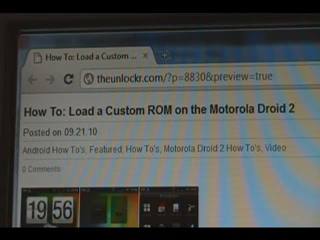 How To: Load a Custom ...
theunlockr.com/?p=8830&preview=true
How To: Load a Custom ROM on the Motorola Droid 2
Posted on 09.21.10
Android How To's, Featured, How To's, Motorola Droid 2 How To's, Video
0 Comments
19 56